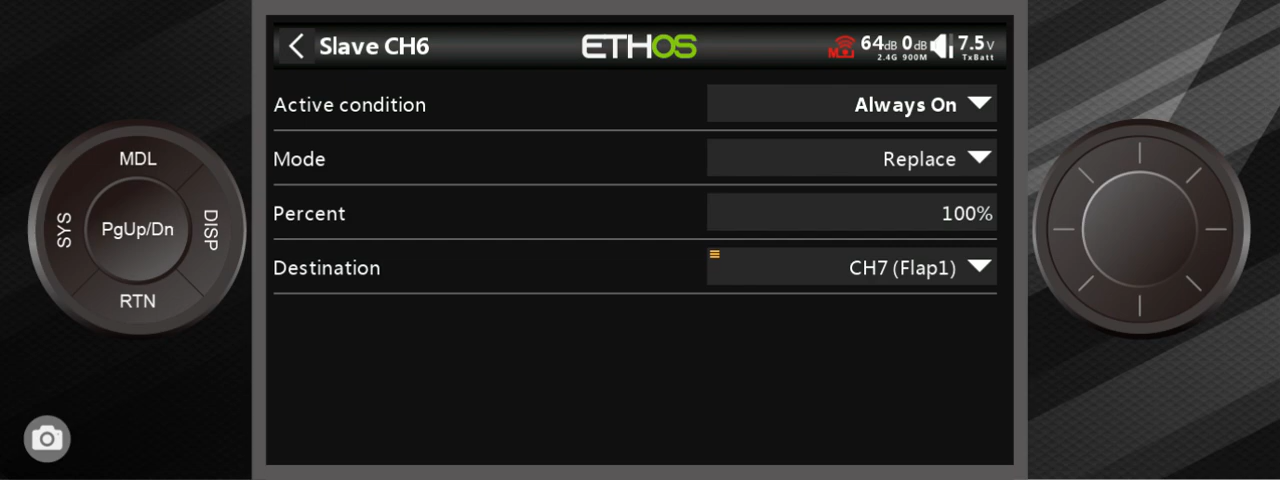 Slave CH6
ETHOS
M
64dB 0dB
2.4G 900M
7.5V
TxBatt
Active condition
Always On
Mode
Replace
Percent
100%
Destination
CH7 (Flap1)
MDL
SYS
PgUp/Dn
DISP
RTN